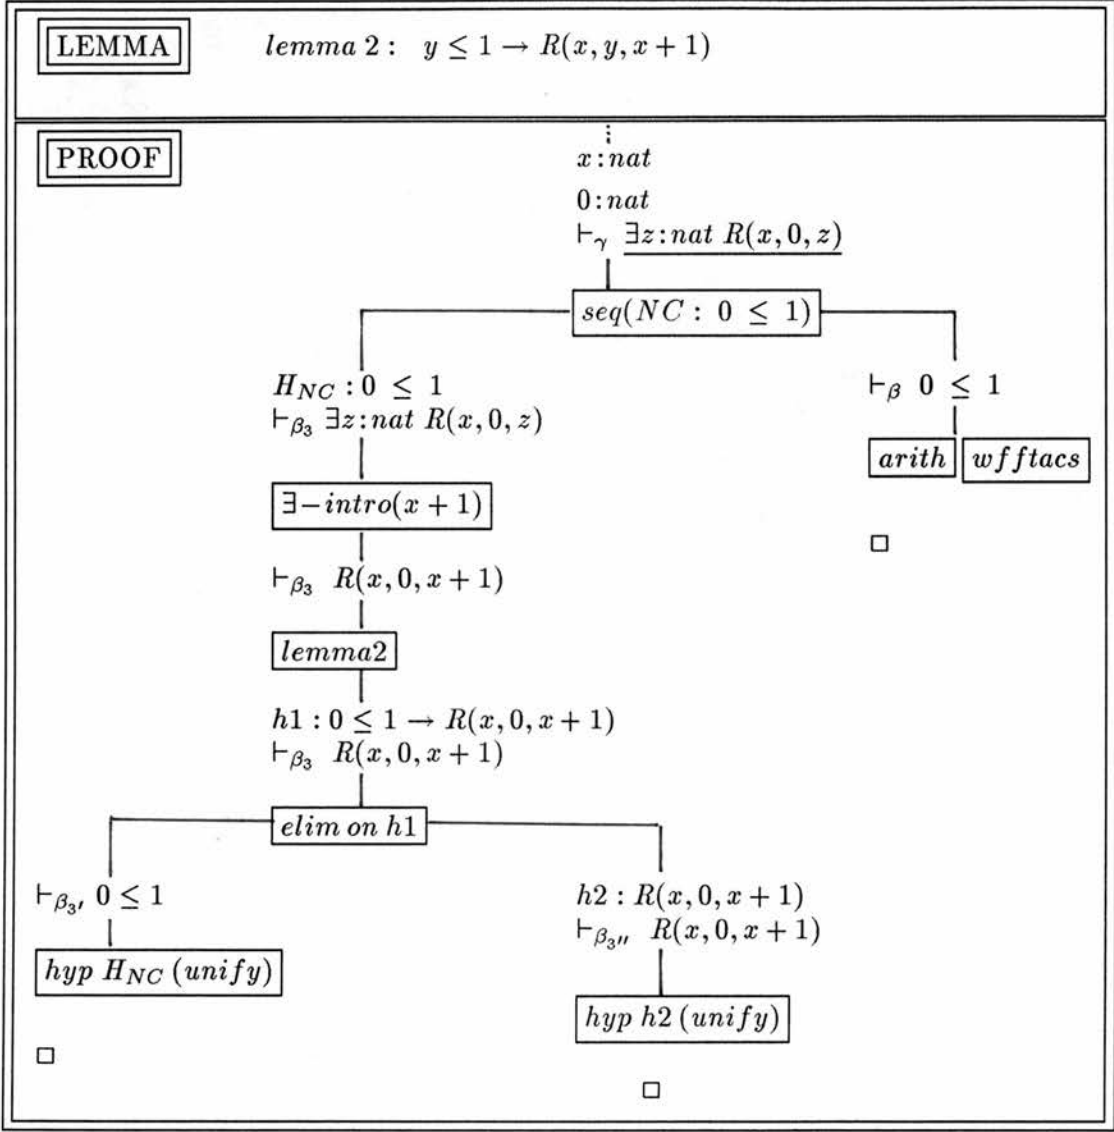 LEMMA lemma 2 : y ≤ 1 → R(x, y, x + 1)
PROOF
x : nat
0 : nat
⊢γ ∃z : nat R(x, 0, z)
seq(NC : 0 ≤ 1)
H_NC : 0 ≤ 1
⊢β₃ ∃z : nat R(x, 0, z)
⊢β 0 ≤ 1
arith wfftacs
∃−intro(x + 1)
⊢β₃ R(x, 0, x + 1)
lemma2
h1 : 0 ≤ 1 → R(x, 0, x + 1)
⊢β₃ R(x, 0, x + 1)
elim on h1
⊢β₃′ 0 ≤ 1
hyp H_NC (unify)
h2 : R(x, 0, x + 1)
⊢β₃″ R(x, 0, x + 1)
hyp h2 (unify)